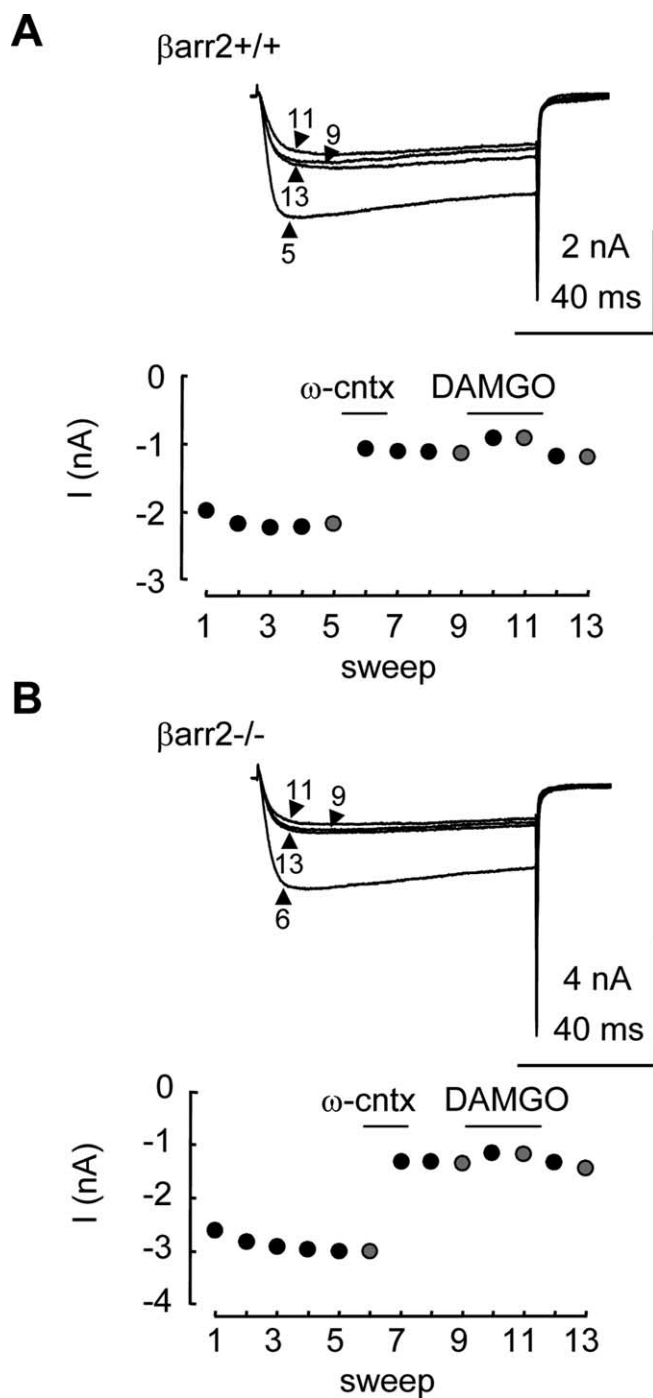 A
βarr2+/+
11
9
13
5
2 nA
40 ms
ω-cntx DAMGO
0
-1
-2
-3
I (nA)
1 3 5 7 9 11 13
sweep
B
βarr2-/-
11
9
13
6
4 nA
40 ms
ω-cntx DAMGO
0
-1
-2
-3
-4
I (nA)
1 3 5 7 9 11 13
sweep